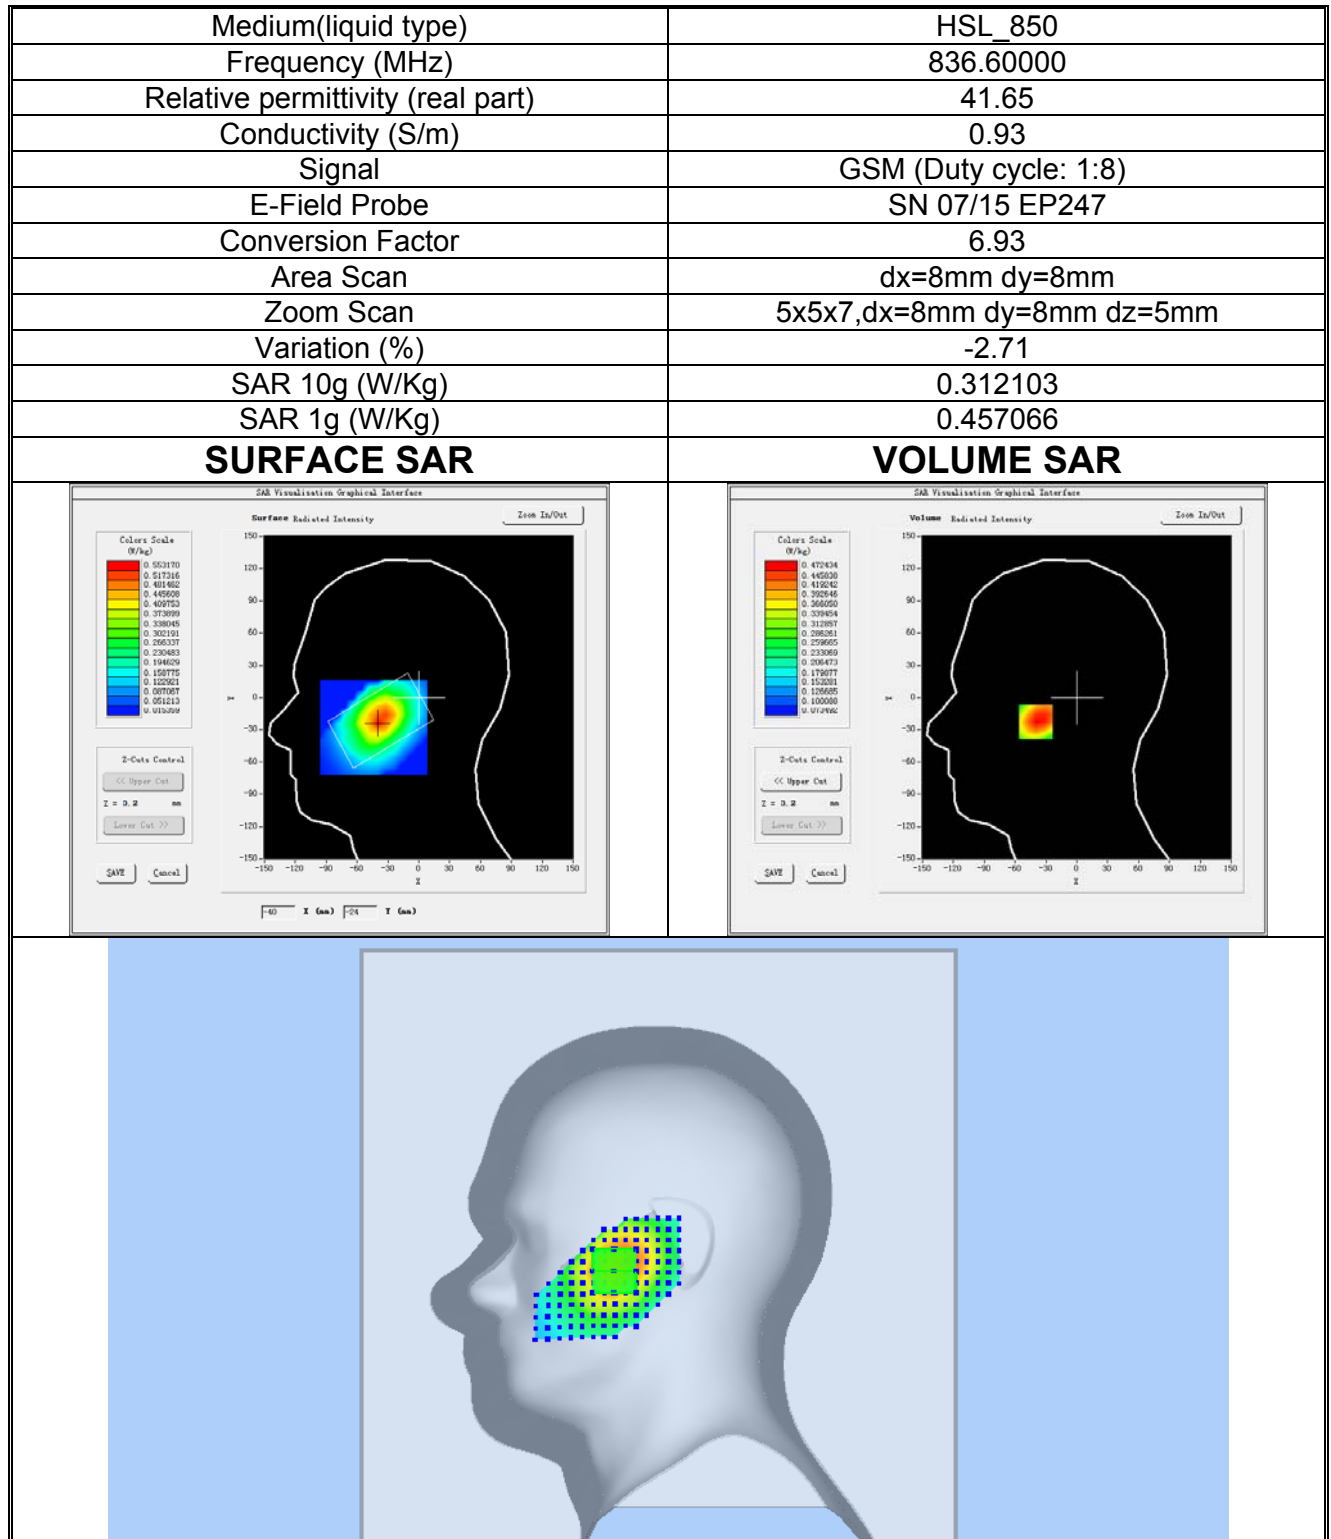 Medium(liquid type) HSL_850
Frequency (MHz) 836.60000
Relative permittivity (real part) 41.65
Conductivity (S/m) 0.93
Signal GSM (Duty cycle: 1:8)
E-Field Probe SN 07/15 EP247
Conversion Factor 6.93
Area Scan dx=8mm dy=8mm
Zoom Scan 5x5x7,dx=8mm dy=8mm dz=5mm
Variation (%) -2.71
SAR 10g (W/Kg) 0.312103
SAR 1g (W/Kg) 0.457066
SURFACE SAR VOLUME SAR
SAR Visualisation Graphical Interface
Surface Radiated Intensity
Zoom In/Out
Colors Scale
(W/kg)
0.553170
0.517316
0.481462
0.445608
0.409753
0.373899
0.338045
0.302191
0.266337
0.230483
0.194629
0.158775
0.122921
0.087067
0.051213
0.015359
Z-Cuts Control
<< Upper Cut
Z = 0.2 mm
Lower Cut >>
SAVE Cancel
150
120
90
60
30
0
-30
-60
-90
-120
-150
-150 -120 -90 -60 -30 0 30 60 90 120 150
-40 X (mm) -24 Y (mm)
SAR Visualisation Graphical Interface
Volume Radiated Intensity
Zoom In/Out
Colors Scale
(W/kg)
0.472434
0.445838
0.419242
0.392646
0.366050
0.339454
0.312857
0.286261
0.259665
0.233069
0.206473
0.179877
0.153281
0.126685
0.100088
0.073492
Z-Cuts Control
<< Upper Cut
Z = 0.2 mm
Lower Cut >>
SAVE Cancel
150
120
90
60
30
0
-30
-60
-90
-120
-150
-150 -120 -90 -60 -30 0 30 60 90 120 150